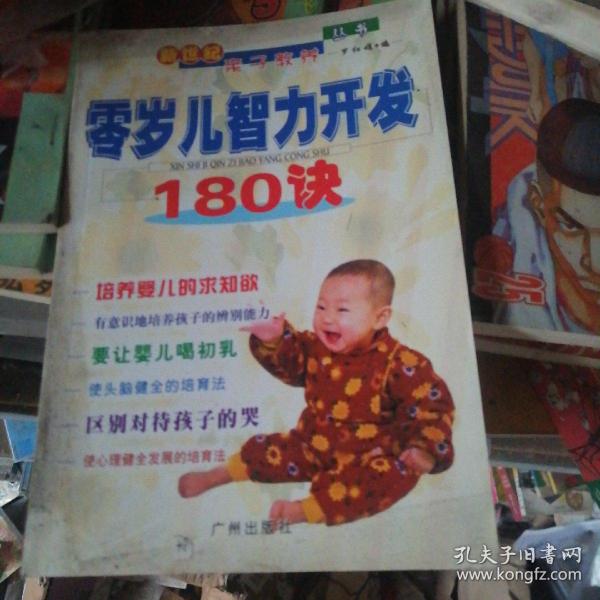 新世纪
亲子教养
丛书
零岁儿智力开发
XIN SHI JI QIN ZI BAO YANG CONG SHU
180诀
培养婴儿的求知欲
有意识地培养孩子的辨别能力
要让婴儿喝初乳
使头脑健全的培育法
区别对待孩子的哭
使心理健全发展的培育法
广州出版社
25
孔夫子旧书网
www.kongfz.com